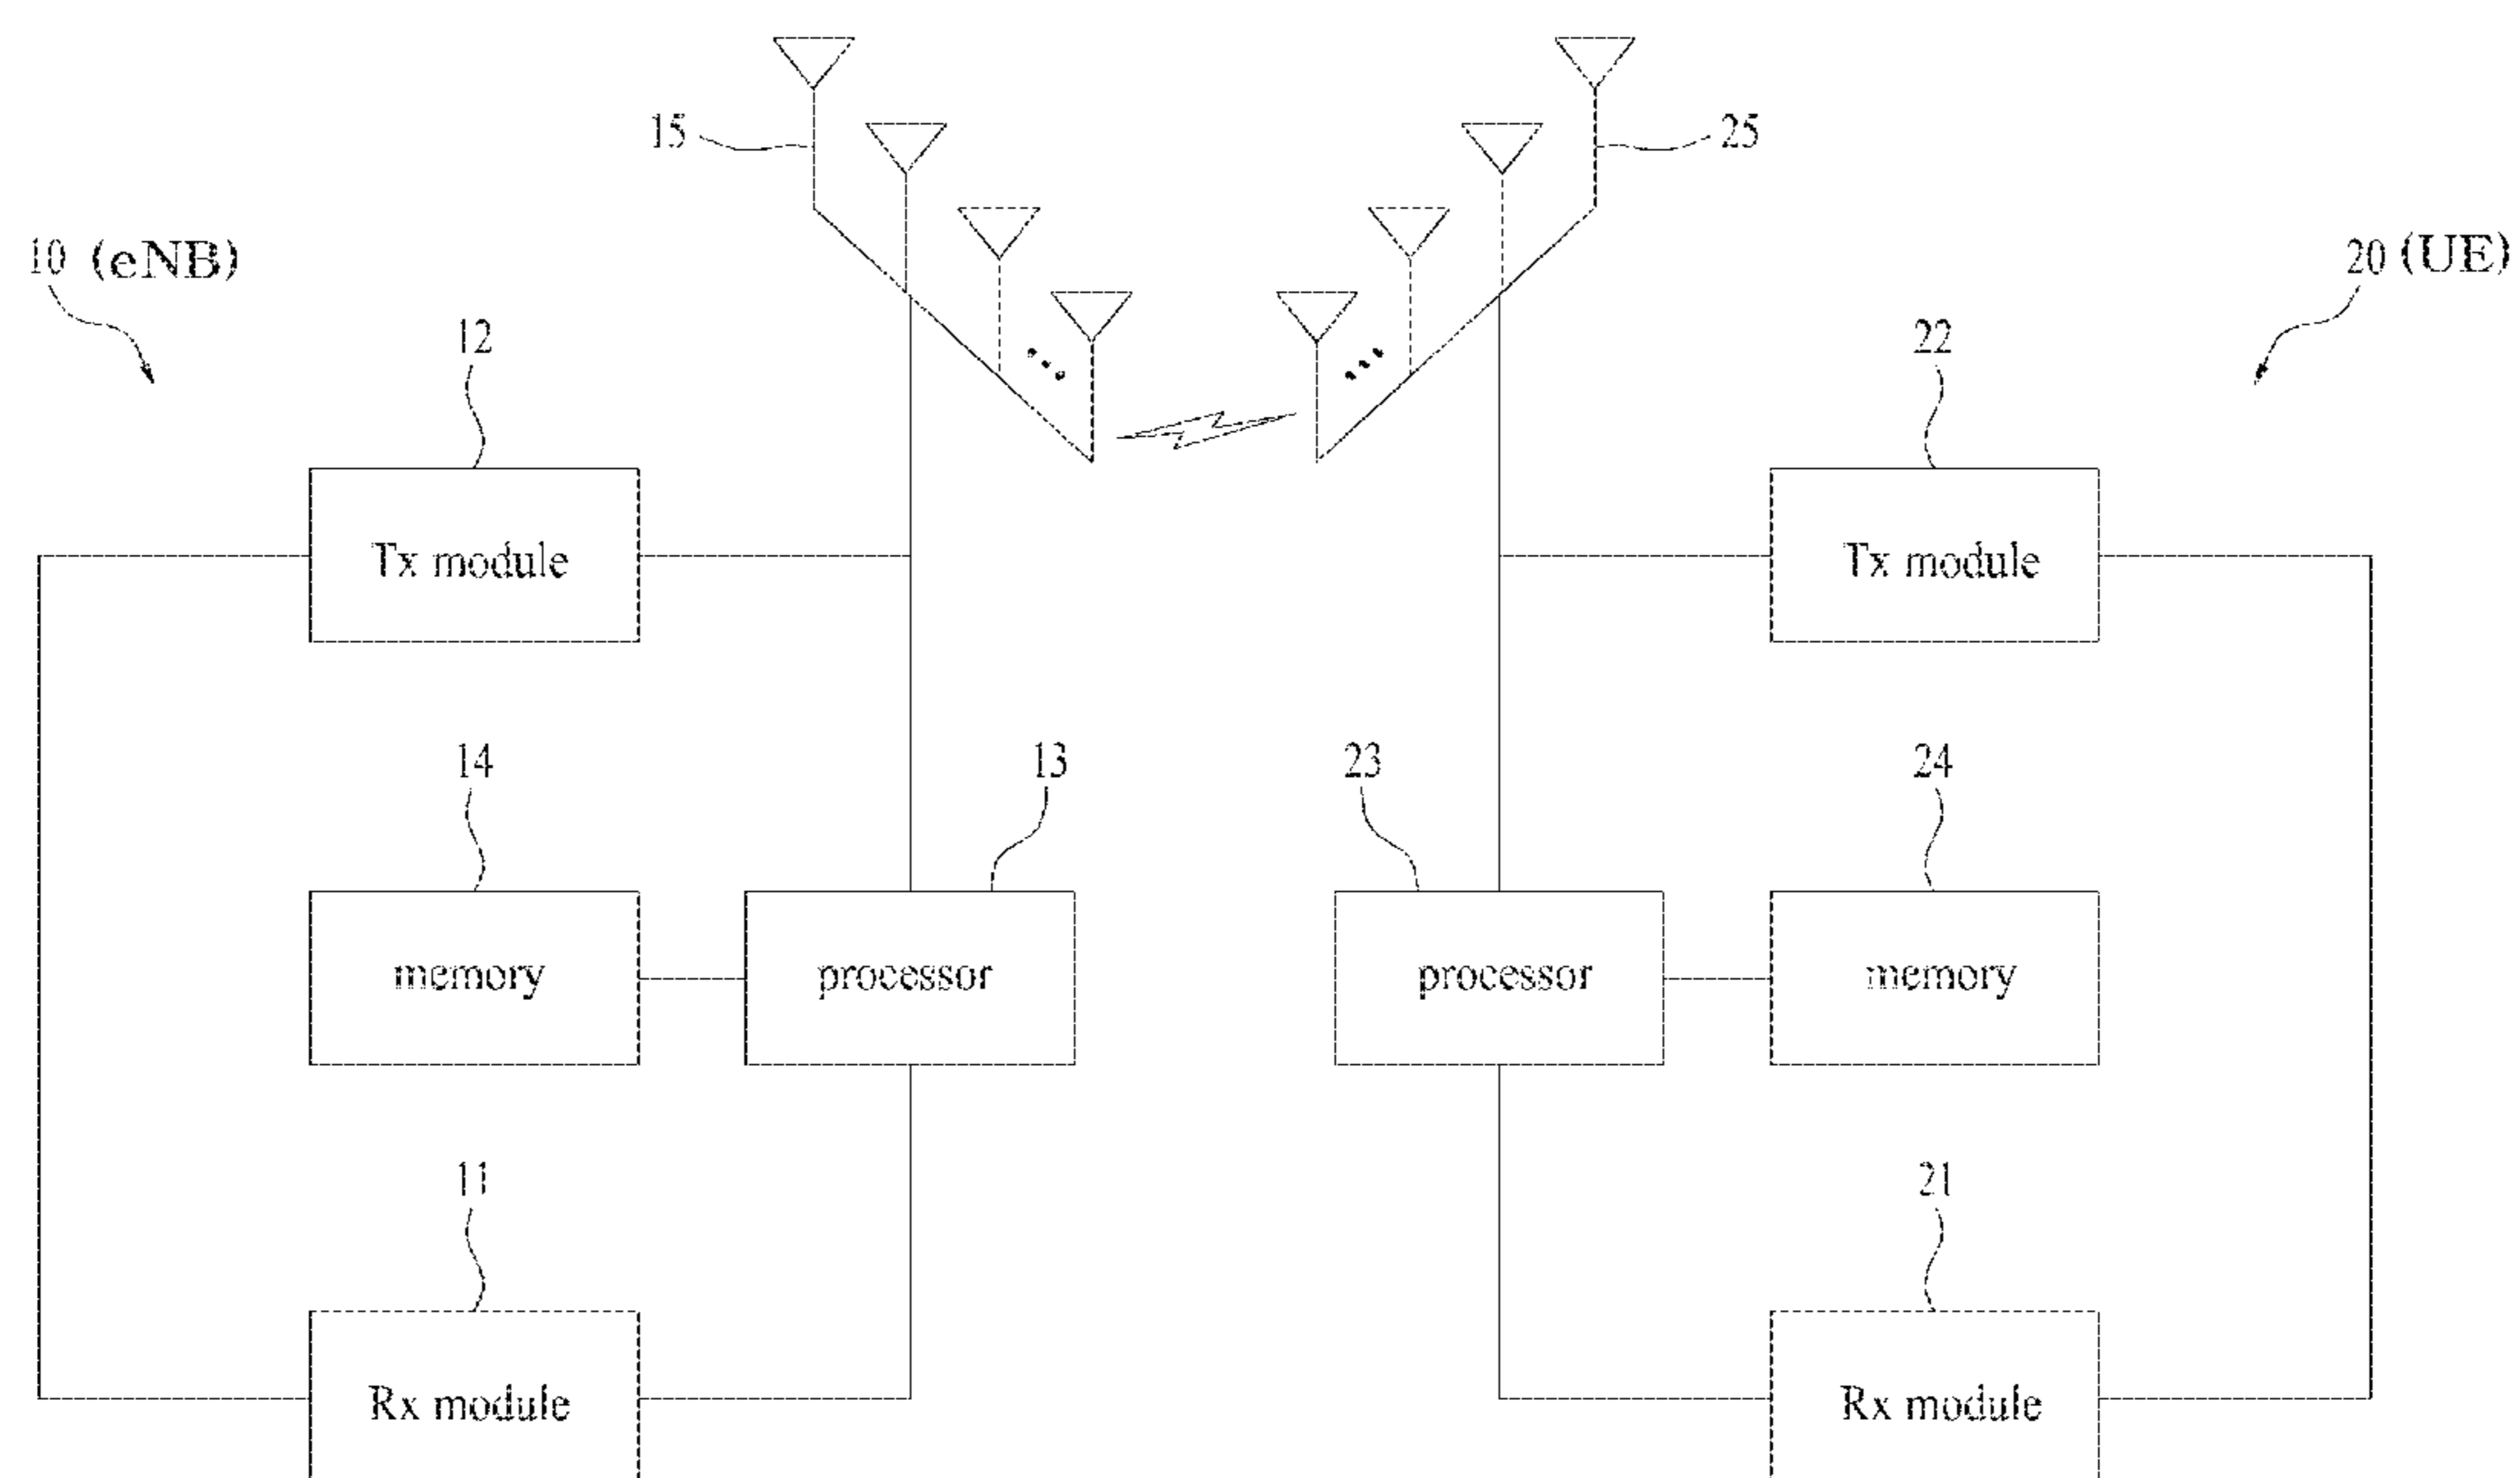 15
25
10 (eNB)
20 (UE)
12
22
Tx module
Tx module
14
13
23
24
memory
processor
processor
memory
11
21
Rx module
Rx module